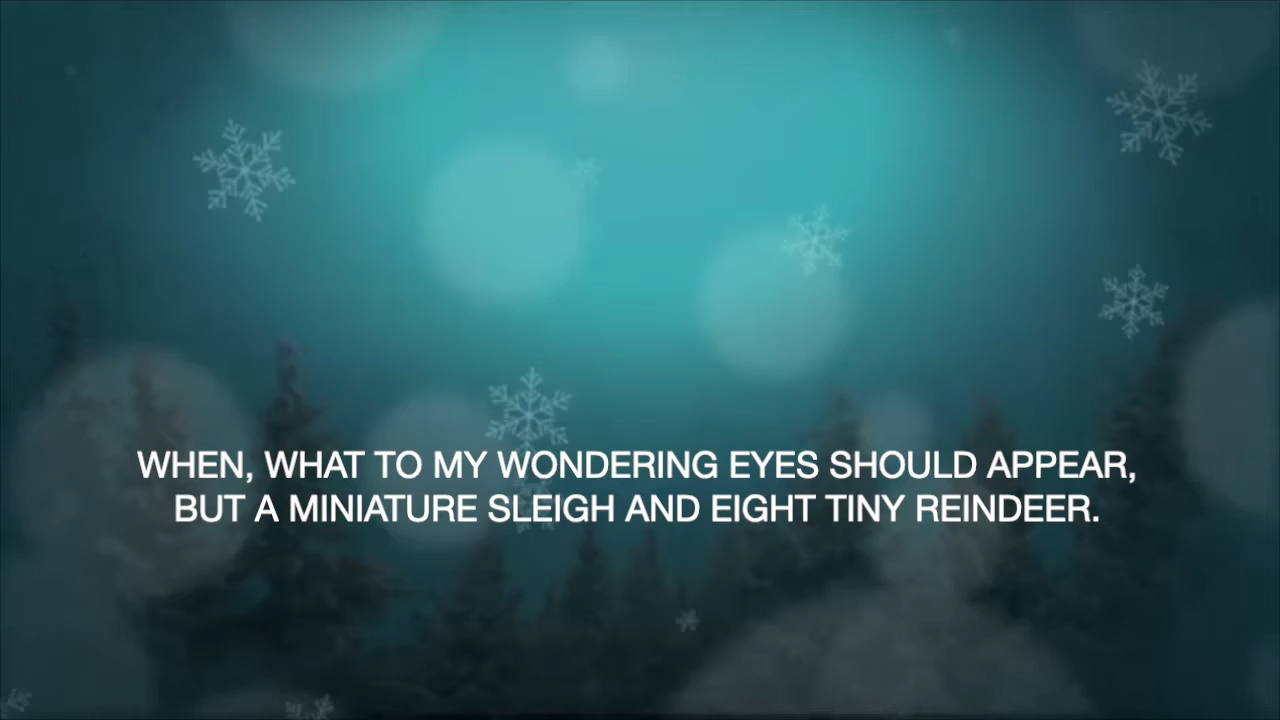 WHEN, WHAT TO MY WONDERING EYES SHOULD APPEAR,
BUT A MINIATURE SLEIGH AND EIGHT TINY REINDEER.